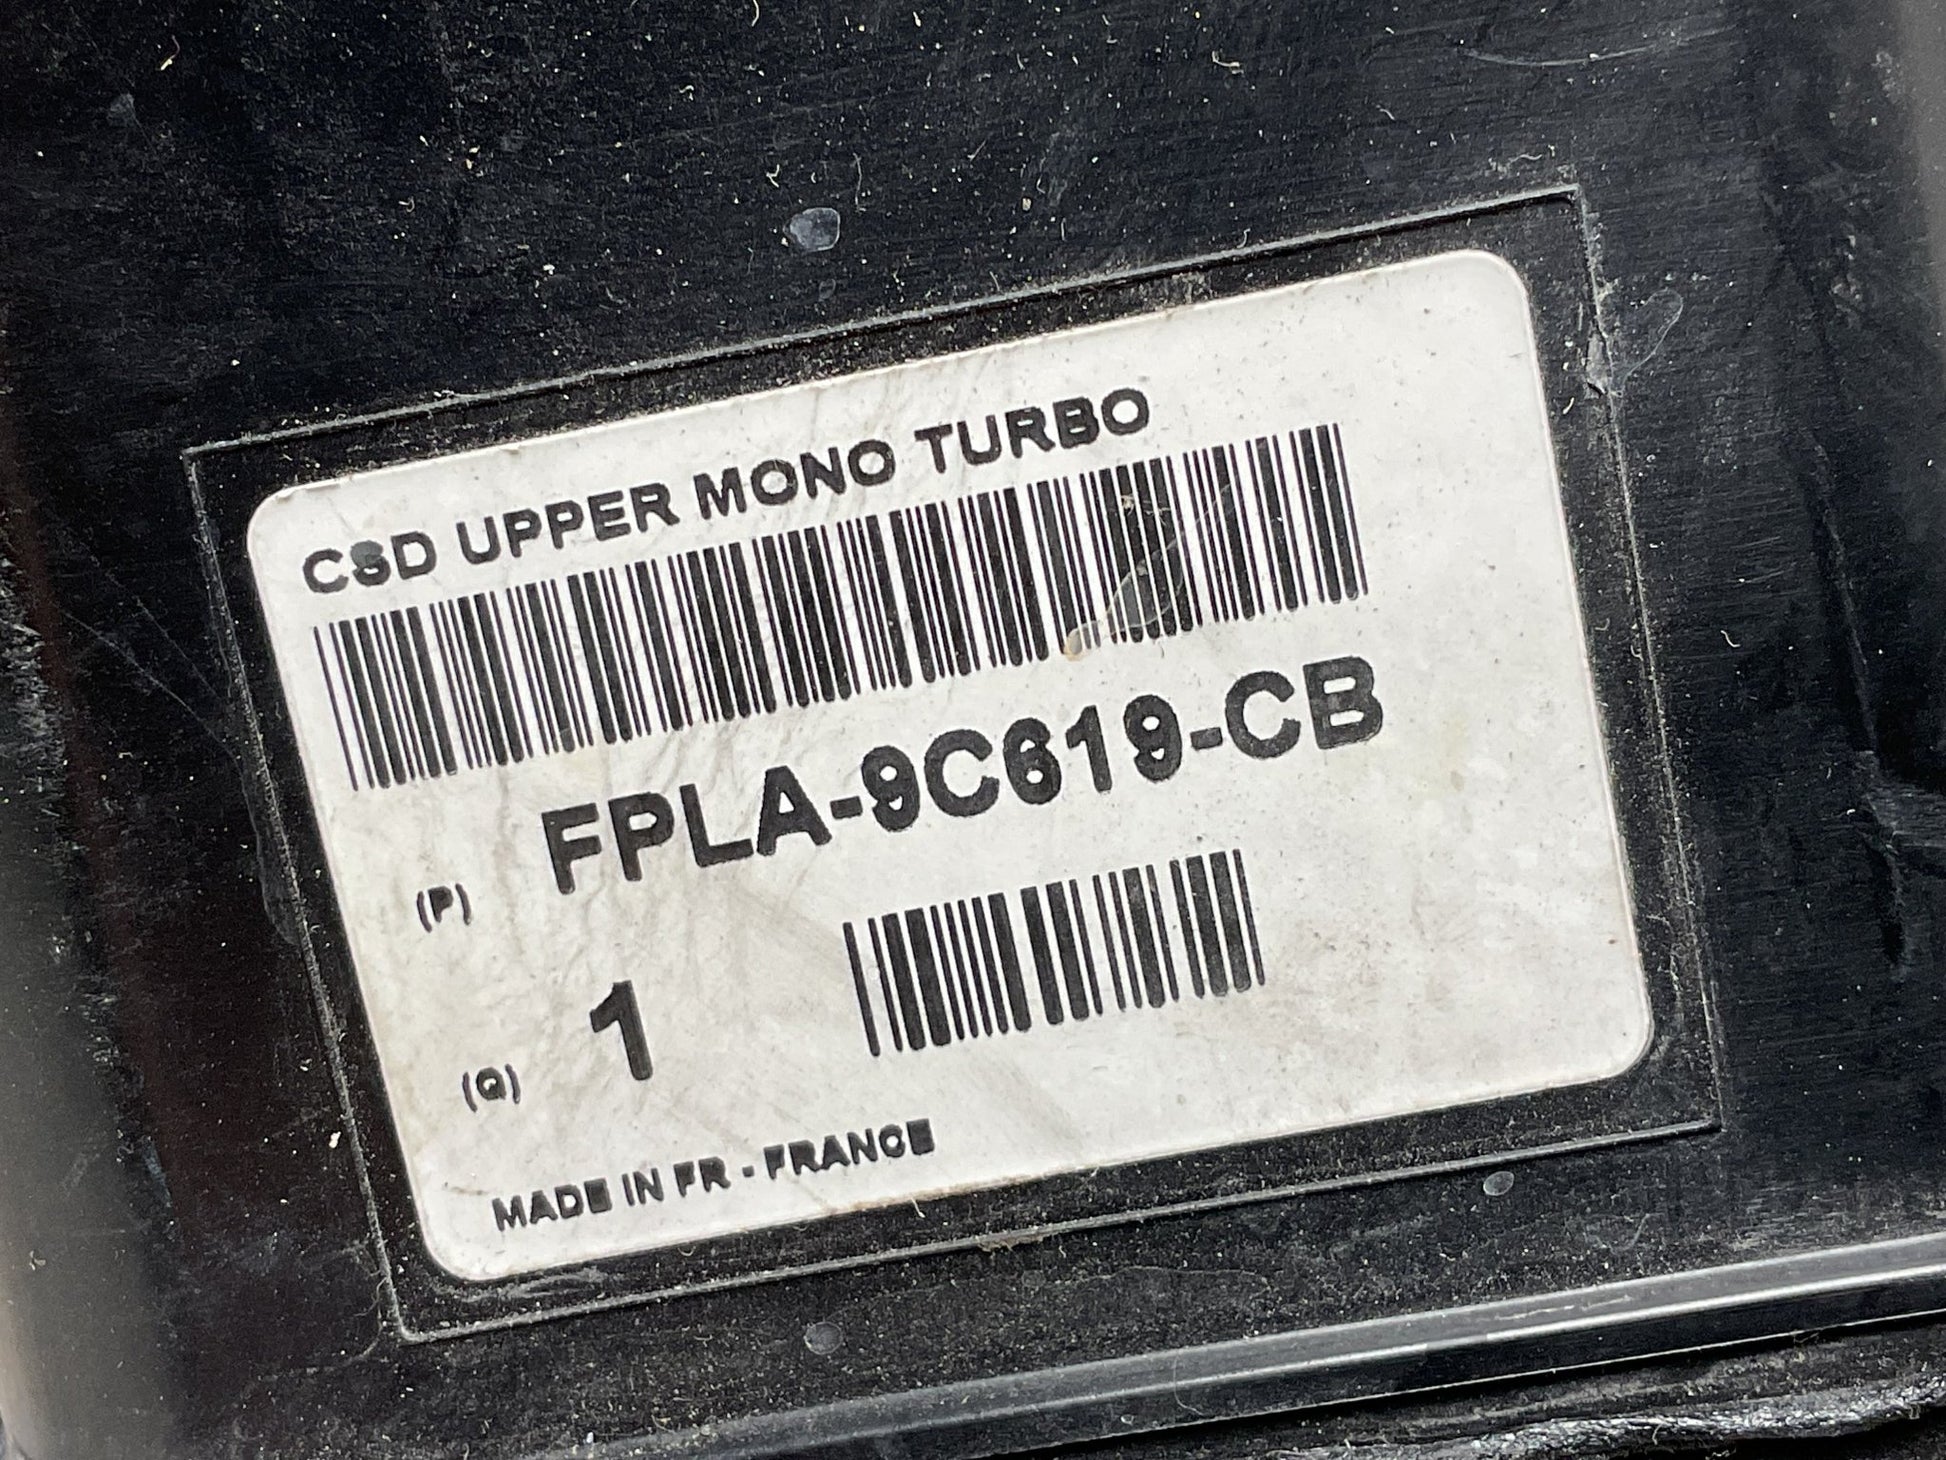 CSD UPPER MONO TURBO
FPLA-9C619-CB
(P)
1
(Q)
MADE IN FR - FRANCE